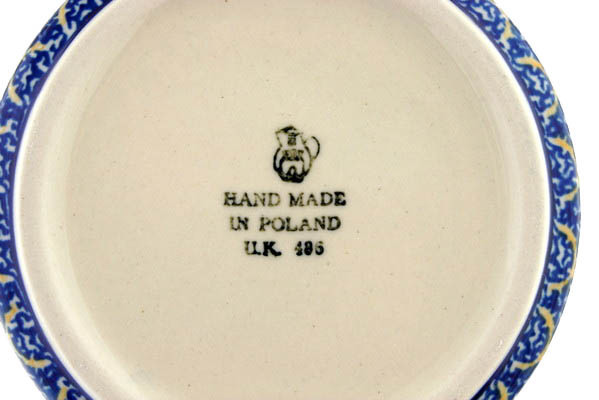 HAND MADE
IN POLAND
U.K. 496